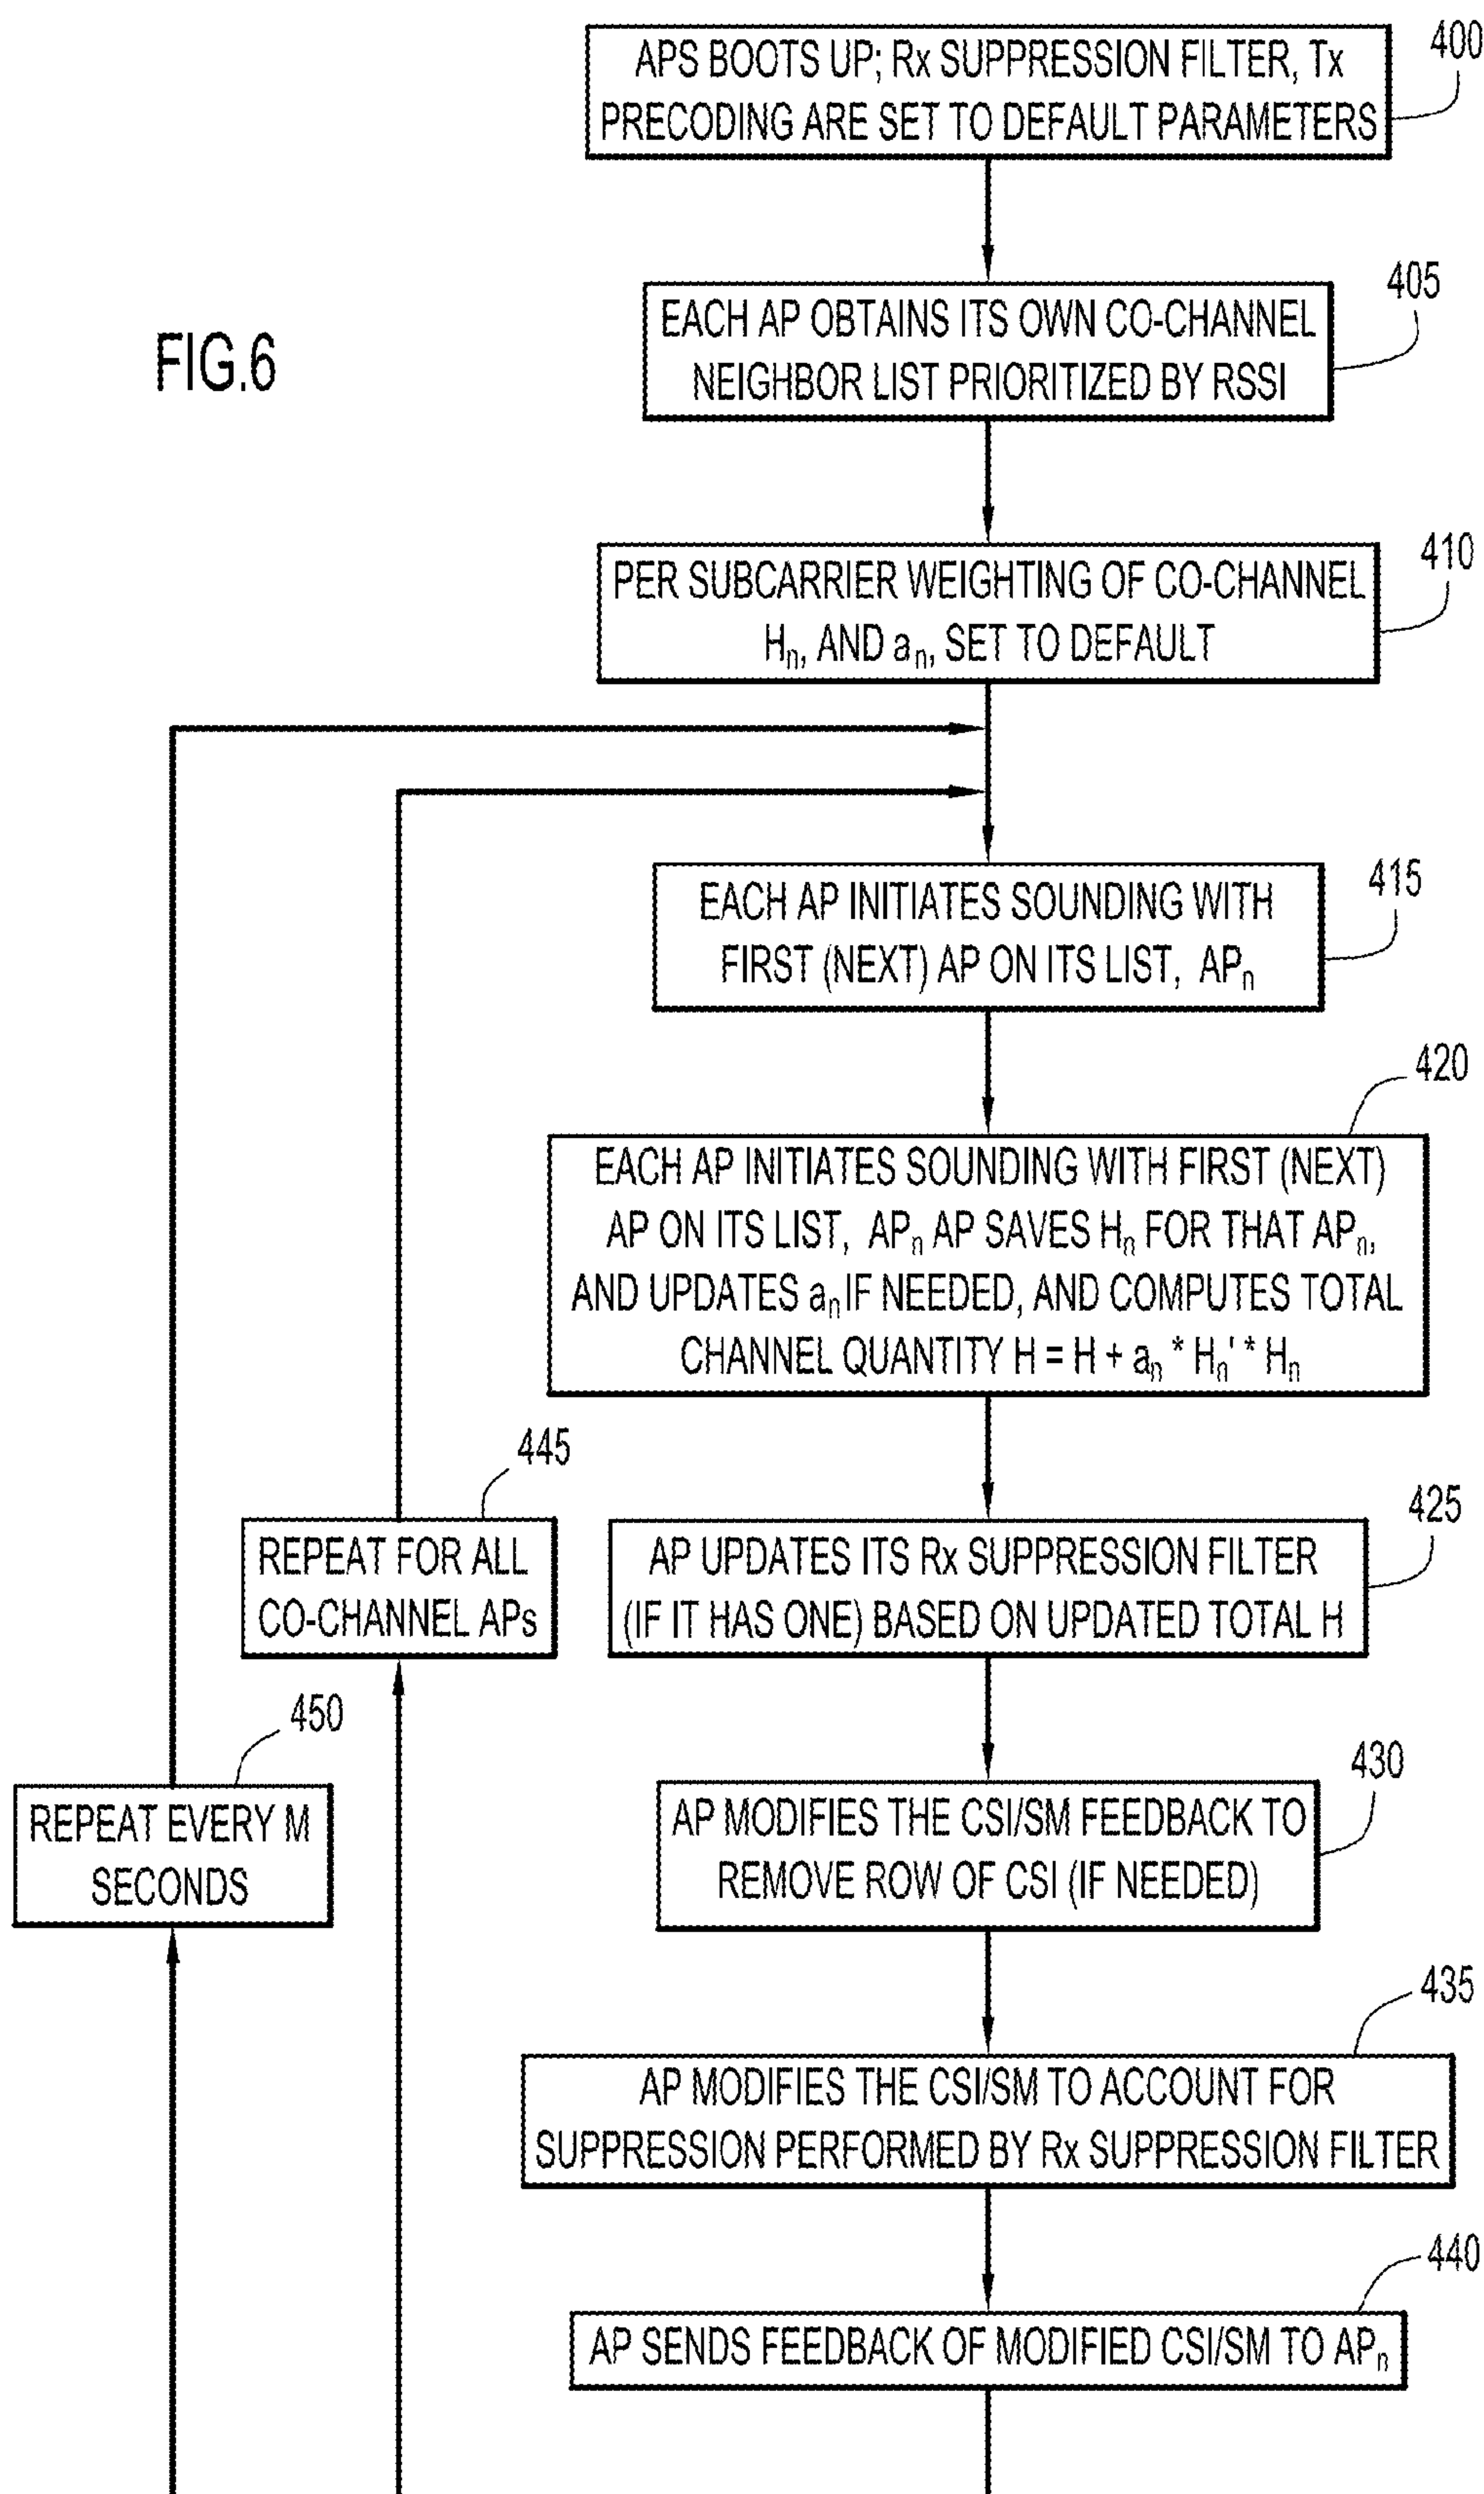 400
APS BOOTS UP; Rx SUPPRESSION FILTER, Tx
PRECODING ARE SET TO DEFAULT PARAMETERS
405
EACH AP OBTAINS ITS OWN CO-CHANNEL
NEIGHBOR LIST PRIORITIZED BY RSSI
FIG.6
410
PER SUBCARRIER WEIGHTING OF CO-CHANNEL
Hn, AND an, SET TO DEFAULT
415
EACH AP INITIATES SOUNDING WITH
FIRST (NEXT) AP ON ITS LIST, APn
420
EACH AP INITIATES SOUNDING WITH FIRST (NEXT)
AP ON ITS LIST, APn AP SAVES Hn FOR THAT APn,
AND UPDATES an IF NEEDED, AND COMPUTES TOTAL
CHANNEL QUANTITY H = H + an * Hn' * Hn
445
REPEAT FOR ALL
CO-CHANNEL APs
425
AP UPDATES ITS Rx SUPPRESSION FILTER
(IF IT HAS ONE) BASED ON UPDATED TOTAL H
450
REPEAT EVERY M
SECONDS
430
AP MODIFIES THE CSI/SM FEEDBACK TO
REMOVE ROW OF CSI (IF NEEDED)
435
AP MODIFIES THE CSI/SM TO ACCOUNT FOR
SUPPRESSION PERFORMED BY Rx SUPPRESSION FILTER
440
AP SENDS FEEDBACK OF MODIFIED CSI/SM TO APn